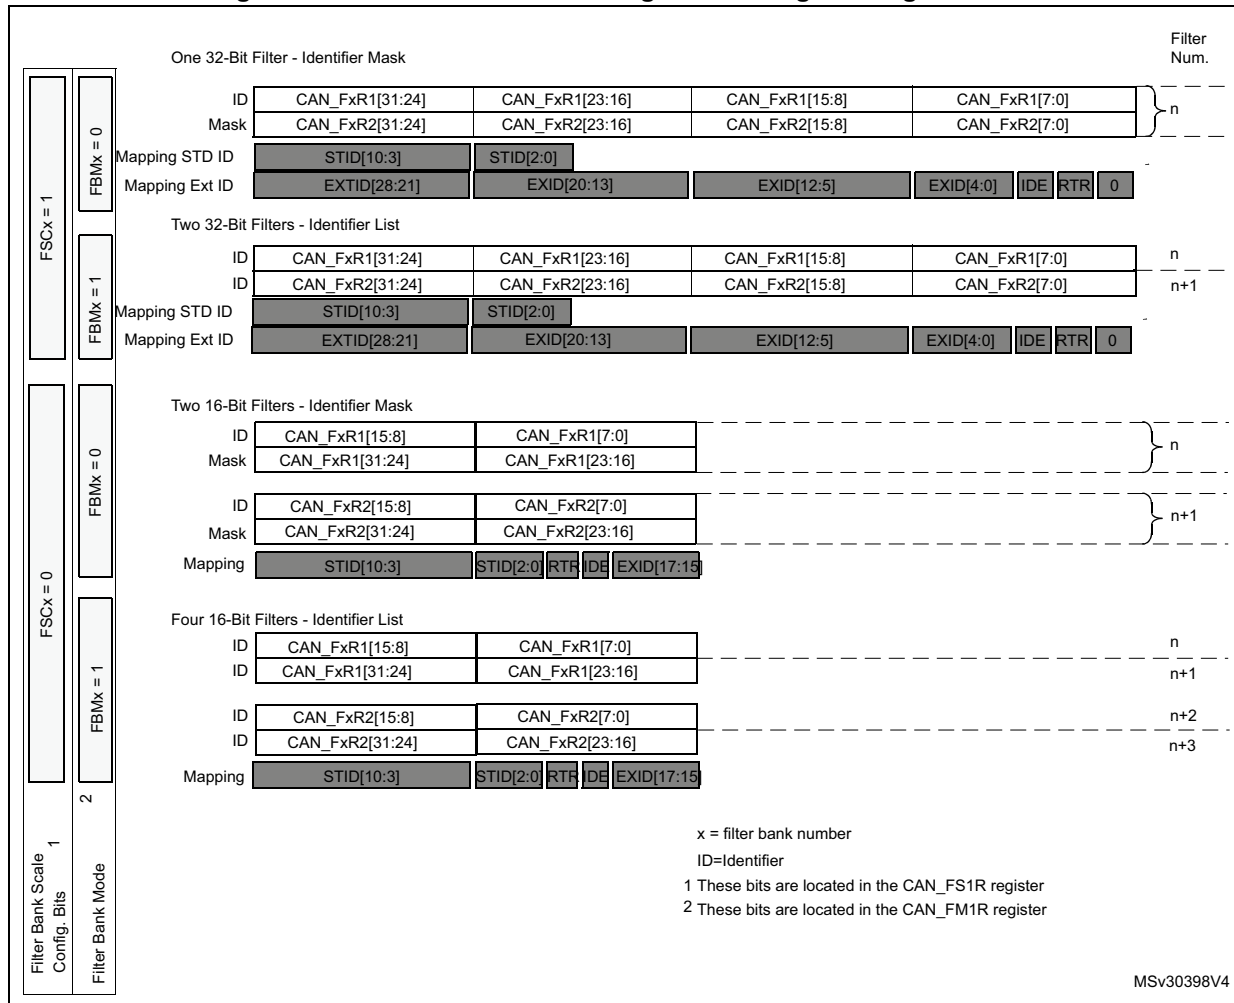 Filter
Num.
One 32-Bit Filter - Identifier Mask
ID CAN_FxR1[31:24] CAN_FxR1[23:16] CAN_FxR1[15:8] CAN_FxR1[7:0] n
Mask CAN_FxR2[31:24] CAN_FxR2[23:16] CAN_FxR2[15:8] CAN_FxR2[7:0]
Mapping STD ID STID[10:3] STID[2:0]
Mapping Ext ID EXTID[28:21] EXID[20:13] EXID[12:5] EXID[4:0] IDE RTR 0
FSCx = 1
FBMx = 0
Two 32-Bit Filters - Identifier List
ID CAN_FxR1[31:24] CAN_FxR1[23:16] CAN_FxR1[15:8] CAN_FxR1[7:0] n
ID CAN_FxR2[31:24] CAN_FxR2[23:16] CAN_FxR2[15:8] CAN_FxR2[7:0] n+1
Mapping STD ID STID[10:3] STID[2:0]
Mapping Ext ID EXTID[28:21] EXID[20:13] EXID[12:5] EXID[4:0] IDE RTR 0
FBMx = 1
Two 16-Bit Filters - Identifier Mask
ID CAN_FxR1[15:8] CAN_FxR1[7:0] n
Mask CAN_FxR1[31:24] CAN_FxR1[23:16]
ID CAN_FxR2[15:8] CAN_FxR2[7:0] n+1
Mask CAN_FxR2[31:24] CAN_FxR2[23:16]
Mapping STID[10:3] STID[2:0] RTR IDE EXID[17:15]
FSCx = 0
FBMx = 0
Four 16-Bit Filters - Identifier List
ID CAN_FxR1[15:8] CAN_FxR1[7:0] n
ID CAN_FxR1[31:24] CAN_FxR1[23:16] n+1
ID CAN_FxR2[15:8] CAN_FxR2[7:0] n+2
ID CAN_FxR2[31:24] CAN_FxR2[23:16] n+3
Mapping STID[10:3] STID[2:0] RTR IDE EXID[17:15]
FBMx = 1
Filter Bank Scale
Config. Bits 1
Filter Bank Mode 2
x = filter bank number
ID=Identifier
1 These bits are located in the CAN_FS1R register
2 These bits are located in the CAN_FM1R register
MSv30398V4